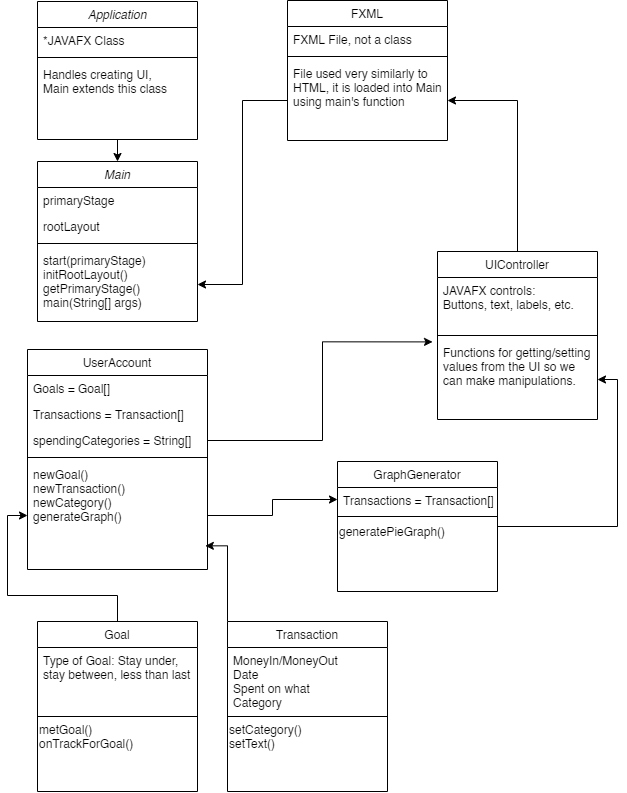 Application
*JAVAFX Class
Handles creating UI,
Main extends this class
FXML
FXML File, not a class
File used very similarly to
HTML, it is loaded into Main
using main's function
Main
primaryStage
rootLayout
start(primaryStage)
initRootLayout()
getPrimaryStage()
main(String[] args)
UIController
JAVAFX controls:
Buttons, text, labels, etc.
Functions for getting/setting
values from the UI so we
can make manipulations.
UserAccount
Goals = Goal[]
Transactions = Transaction[]
spendingCategories = String[]
newGoal()
newTransaction()
newCategory()
generateGraph()
GraphGenerator
Transactions = Transaction[]
generatePieGraph()
Goal
Type of Goal: Stay under,
stay between, less than last
metGoal()
onTrackForGoal()
Transaction
MoneyIn/MoneyOut
Date
Spent on what
Category
setCategory()
setText()